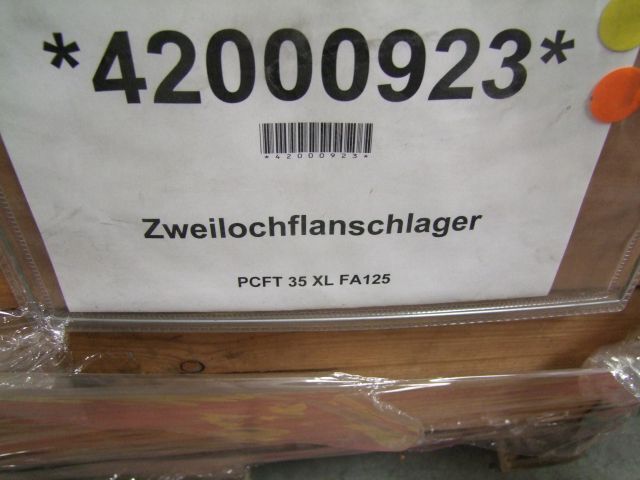 *42000923*
*42000923*
Zweilochflanschlager
PCFT 35 XL FA125